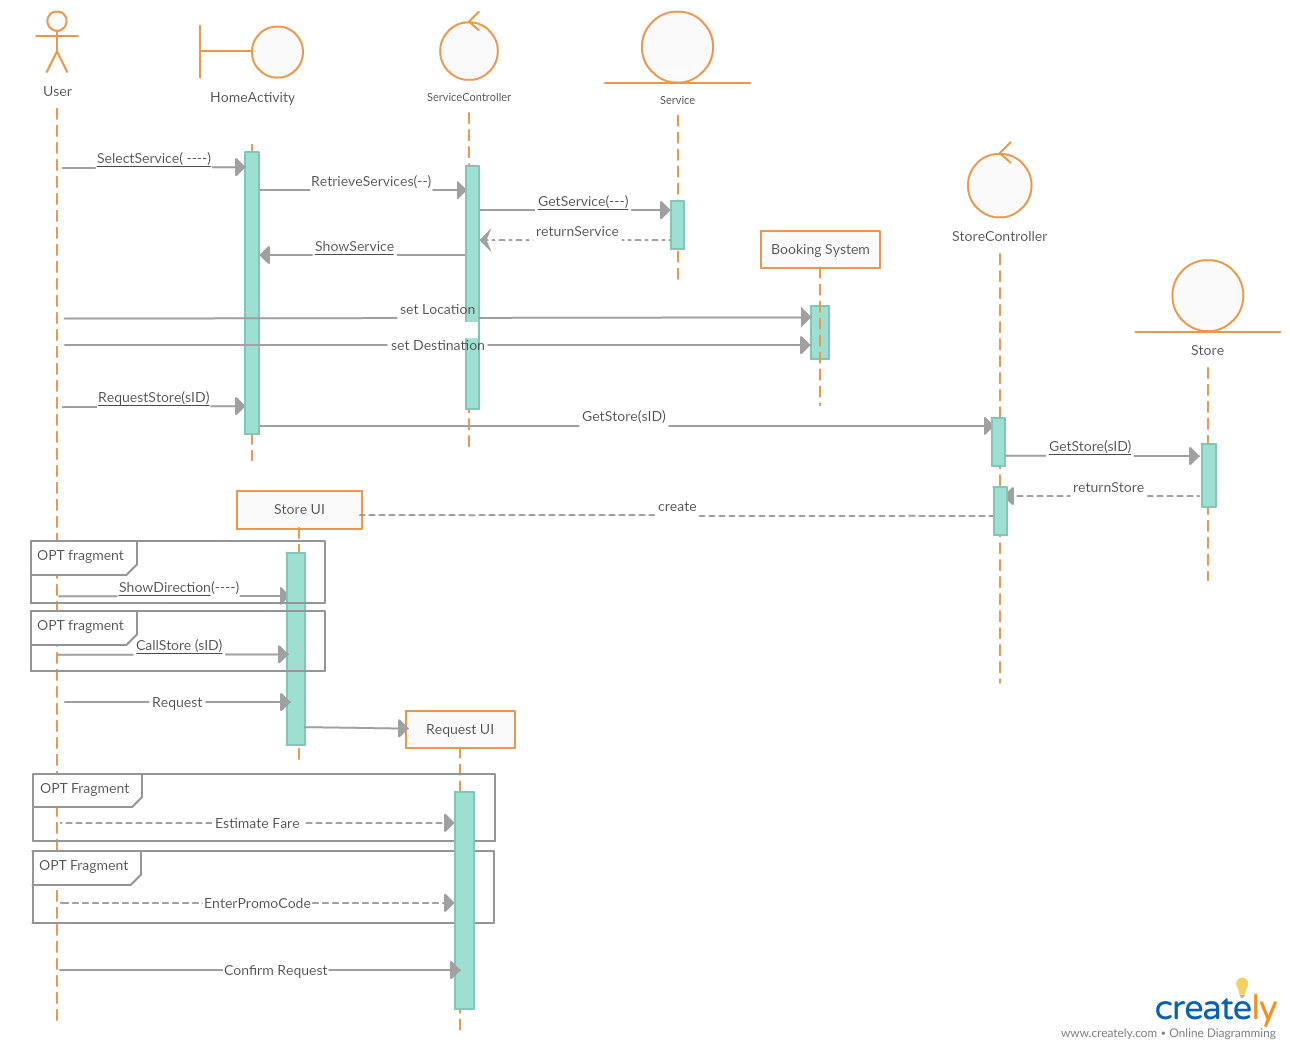 User
HomeActivity
ServiceController
Service
SelectService( ----)
RetrieveServices(--)
GetService(---)
returnService
ShowService
Booking System
StoreController
Store
set Location
set Destination
RequestStore(sID)
GetStore(sID)
GetStore(sID)
returnStore
create
Store UI
OPT fragment
ShowDirection(----)
OPT fragment
CallStore (sID)
Request
Request UI
OPT Fragment
Estimate Fare
OPT Fragment
EnterPromoCode
Confirm Request
creately
www.creately.com • Online Diagramming